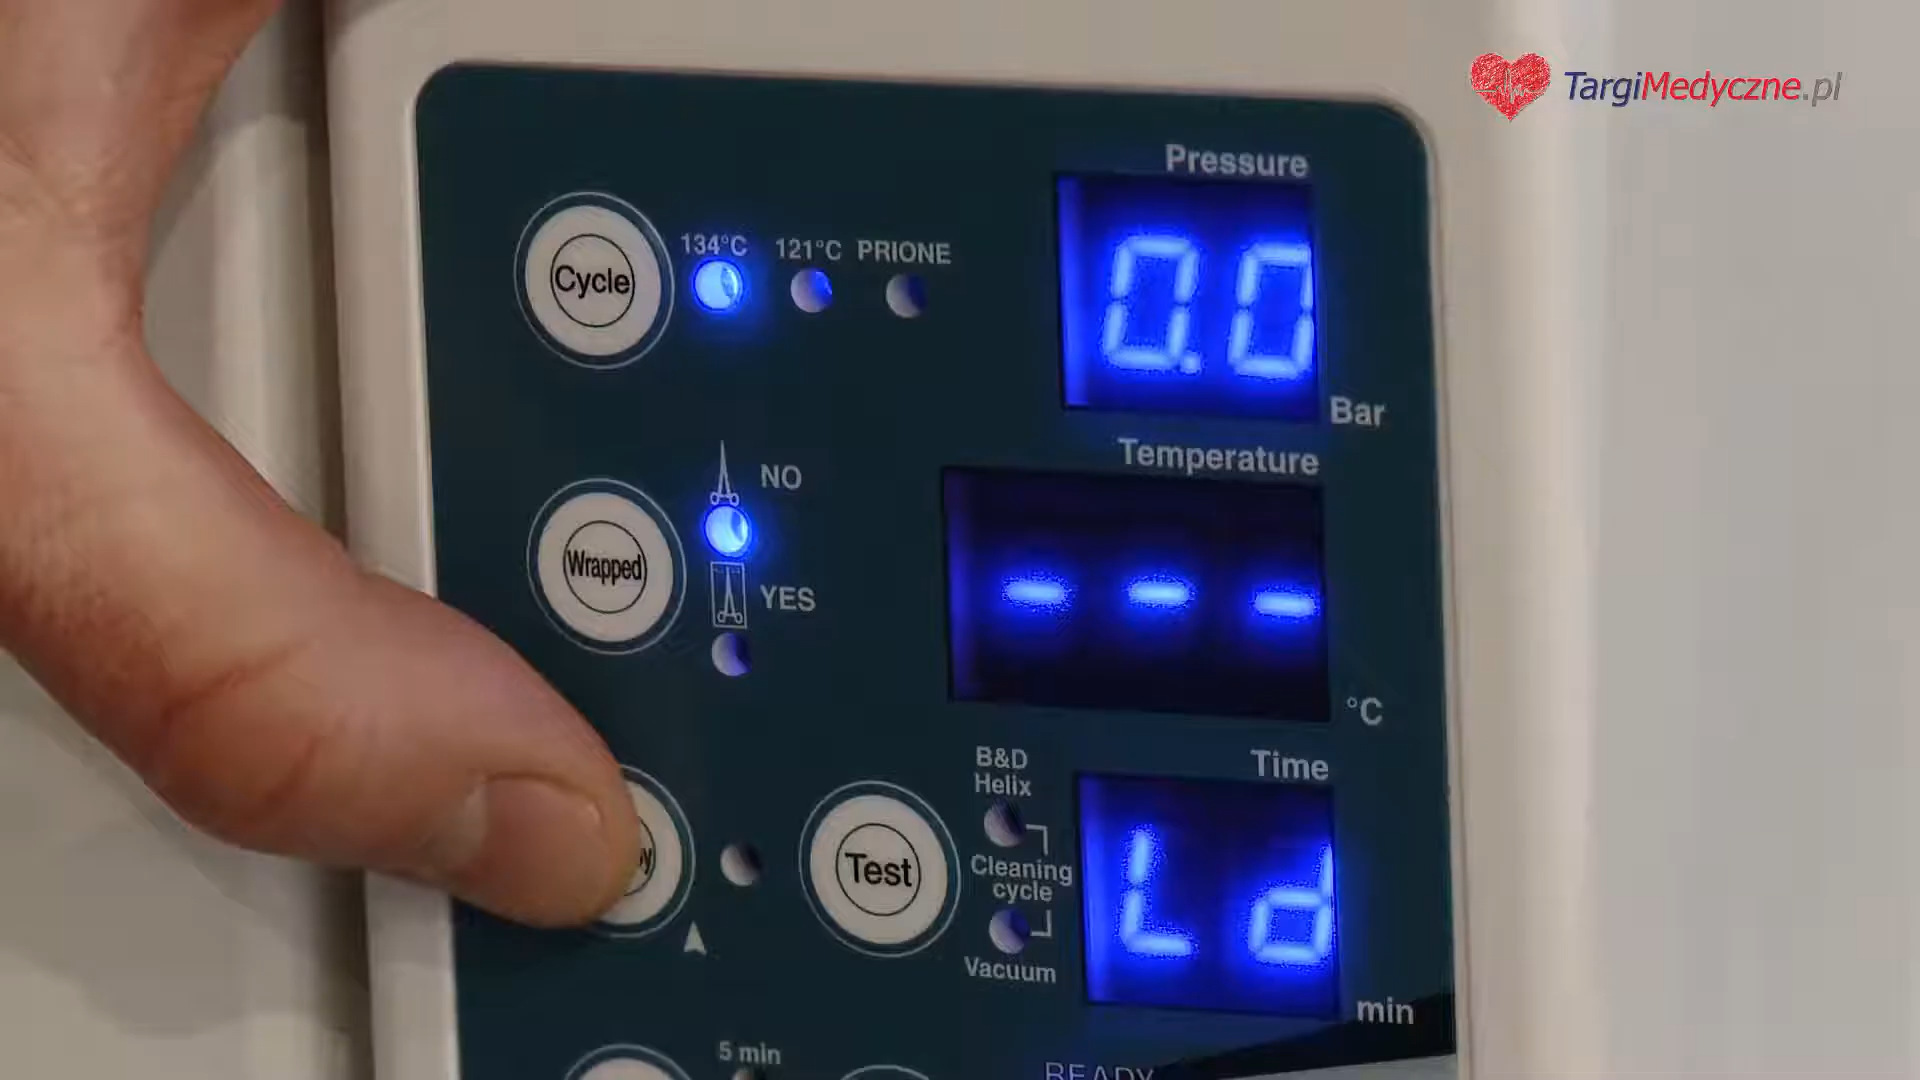 TargiMedyczne.pl
Pressure
134°C 121°C PRIONE
Cycle
0.0
Bar
Temperature
NO
Wrapped
YES
- - -
°C
B&D
Helix
Time
Test
Cleaning
cycle
Ld
Vacuum
min
5 min
READY